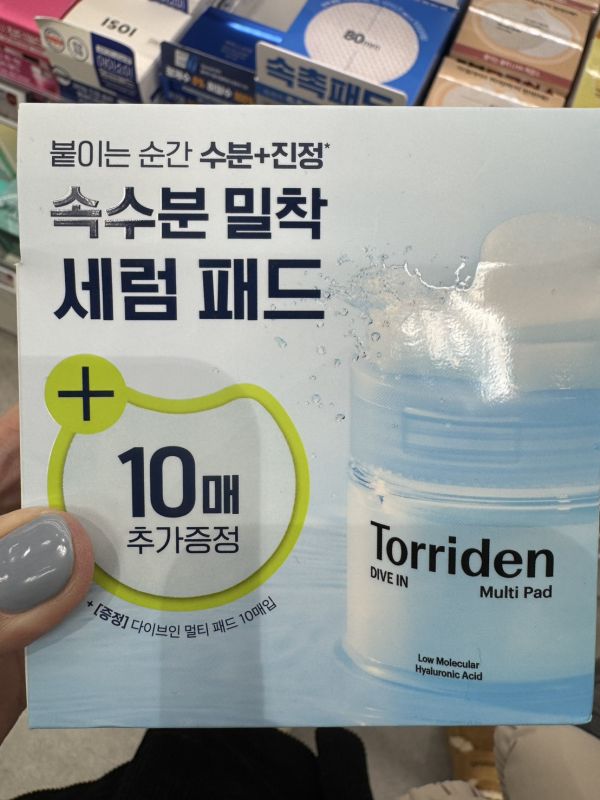 ISOI
80mm
속촉패드
붙이는 순간 수분+진정*
속수분 밀착
세럼 패드
+
10매
추가증정
+ [증정] 다이브인 멀티 패드 10매입
Torriden
DIVE IN
Multi Pad
Low Molecular
Hyaluronic Acid